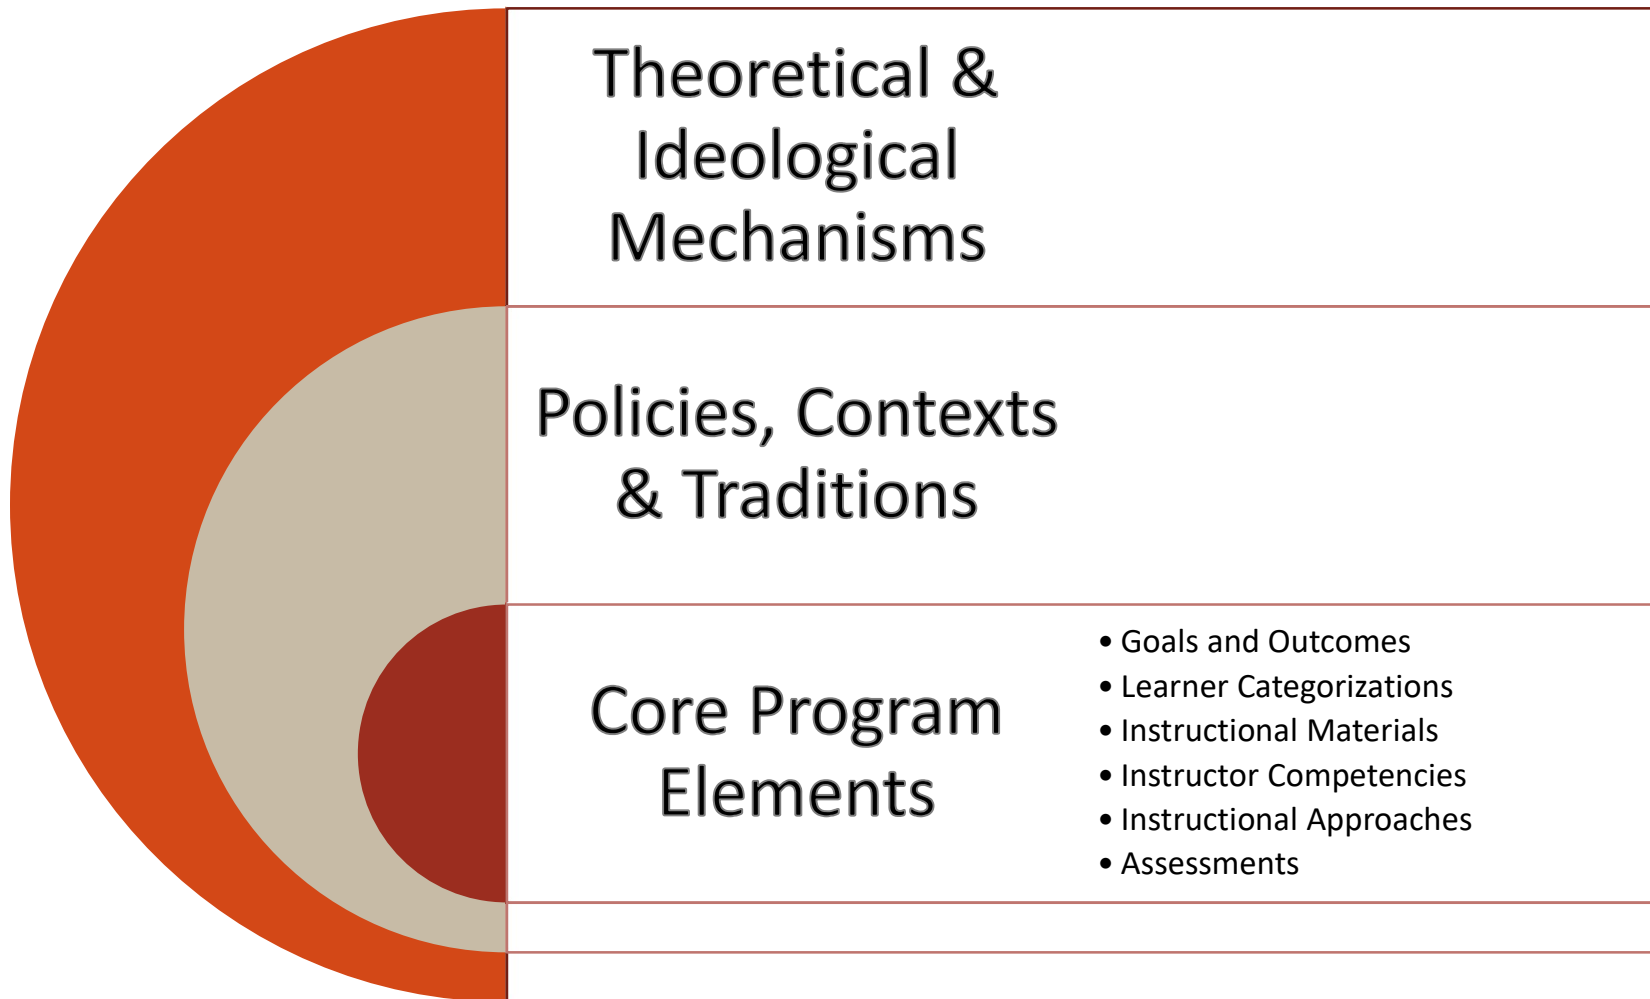 Theoretical &
Ideological
Mechanisms
Policies, Contexts
& Traditions
Core Program
Elements
• Goals and Outcomes
• Learner Categorizations
• Instructional Materials
• Instructor Competencies
• Instructional Approaches
• Assessments